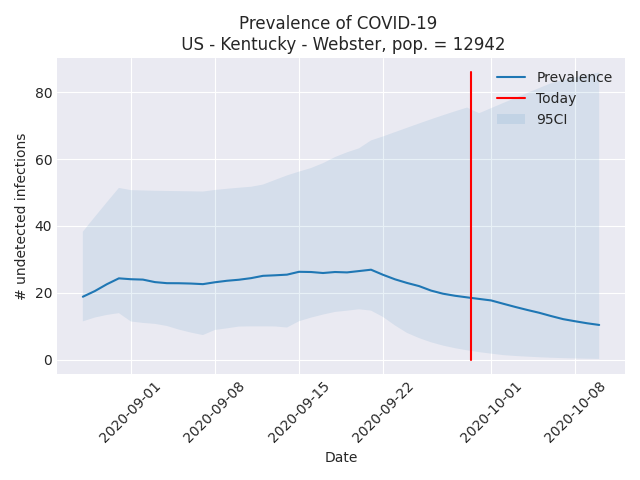 Prevalence of COVID-19
US - Kentucky - Webster, pop. = 12942
Prevalence
Today
95CI
80
60
40
20
0
# undetected infections
2020-09-01
2020-09-08
2020-09-15
2020-09-22
2020-10-01
2020-10-08
Date